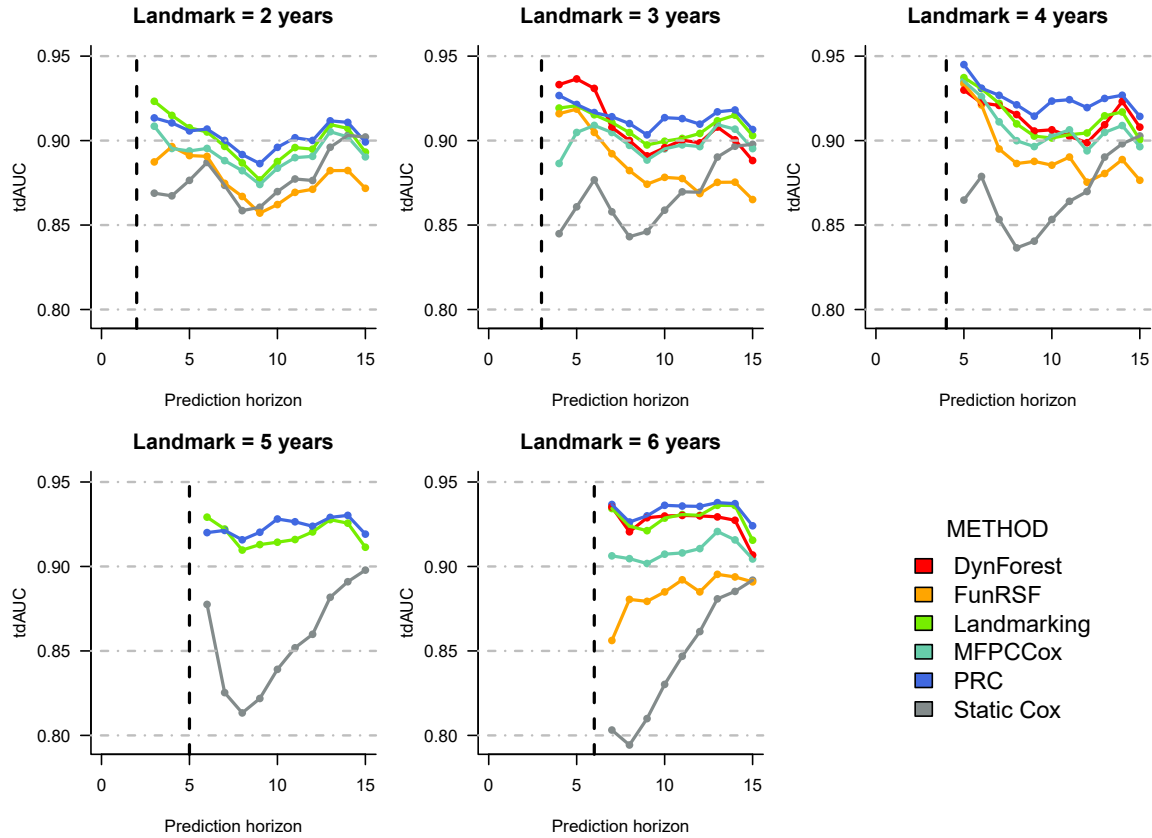 Landmark = 2 years
Landmark = 3 years
Landmark = 4 years
0.95
0.90
0.85
0.80
tdAUC
0
5
10
15
Prediction horizon
0.95
0.90
0.85
0.80
tdAUC
0
5
10
15
Prediction horizon
0.95
0.90
0.85
0.80
tdAUC
0
5
10
15
Prediction horizon
Landmark = 5 years
Landmark = 6 years
0.95
0.90
0.85
0.80
tdAUC
0
5
10
15
Prediction horizon
0.95
0.90
0.85
0.80
tdAUC
0
5
10
15
Prediction horizon
METHOD
DynForest
FunRSF
Landmarking
MFPCCox
PRC
Static Cox